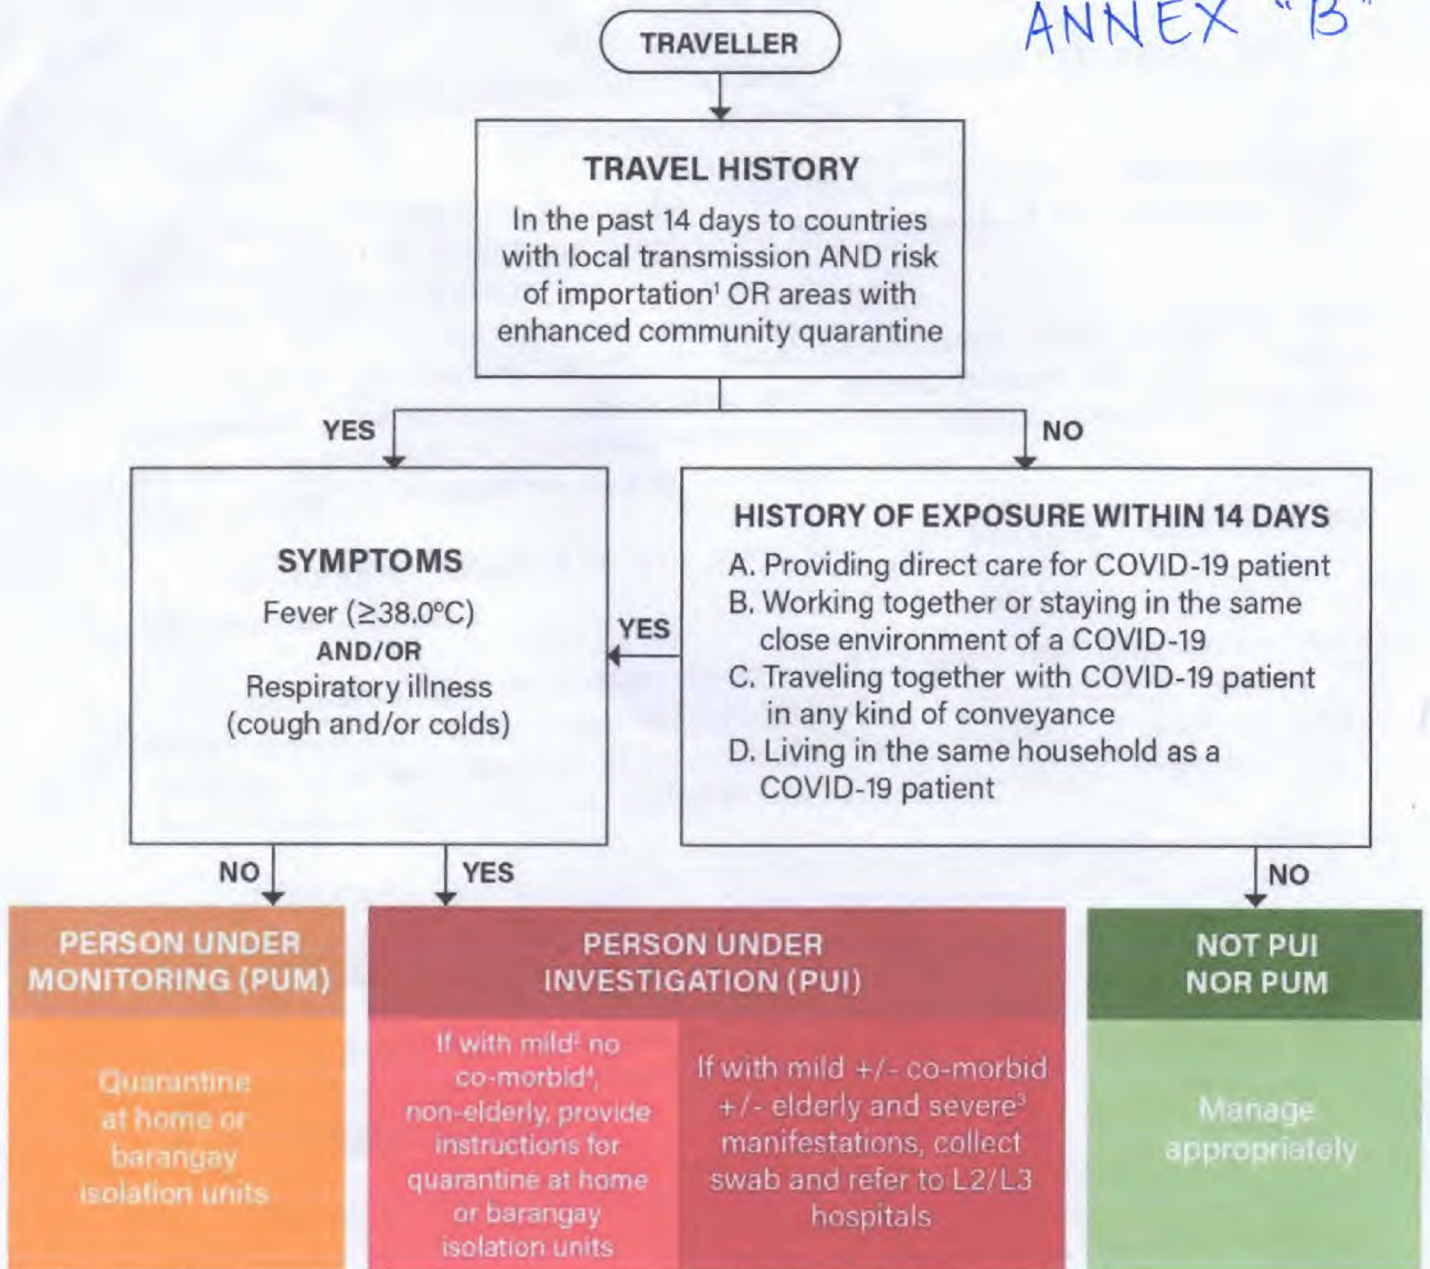 ANNEX "B"
TRAVELLER
TRAVEL HISTORY
In the past 14 days to countries
with local transmission AND risk
of importation¹ OR areas with
enhanced community quarantine
YES
NO
SYMPTOMS
Fever (≥38.0°C)
AND/OR
Respiratory illness
(cough and/or colds)
YES
HISTORY OF EXPOSURE WITHIN 14 DAYS
A. Providing direct care for COVID-19 patient
B. Working together or staying in the same
close environment of a COVID-19
C. Traveling together with COVID-19 patient
in any kind of conveyance
D. Living in the same household as a
COVID-19 patient
NO
YES
NO
PERSON UNDER
MONITORING (PUM)
Quarantine
at home or
barangay
isolation units
PERSON UNDER
INVESTIGATION (PUI)
If with mild² no
co-morbid⁴,
non-elderly, provide
instructions for
quarantine at home
or barangay
isolation units
If with mild +/- co-morbid
+/- elderly and severe³
manifestations, collect
swab and refer to L2/L3
hospitals
NOT PUI
NOR PUM
Manage
appropriately